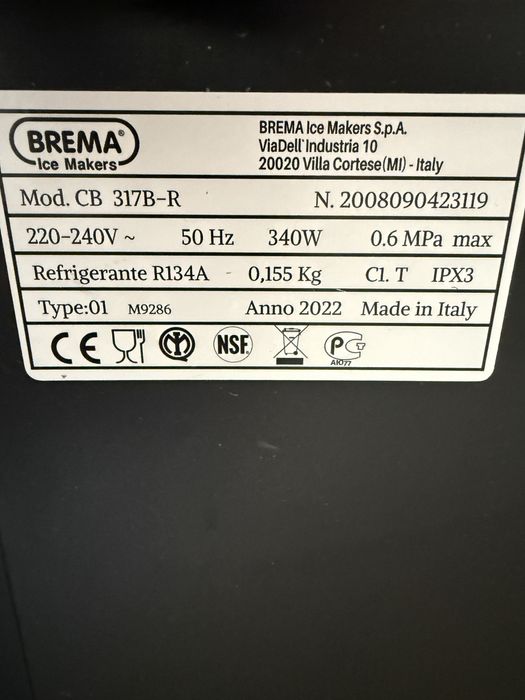 BREMA®
Ice Makers
BREMA Ice Makers S.p.A.
ViaDell'Industria 10
20020 Villa Cortese(MI) - Italy
Mod. CB 317B-R N. 2008090423119
220-240V ~ 50 Hz 340W 0.6 MPa max
Refrigerante R134A - 0,155 Kg Cl. T IPX3
Type:01 M9286 Anno 2022 Made in Italy
CE NSF. PG
АЮ77